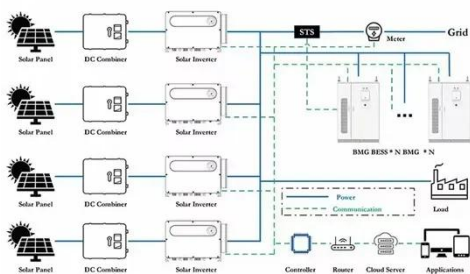 Solar Panel
DC Combiner
Solar Inverter
STS
Meter
Grid
Solar Panel
DC Combiner
Solar Inverter
BMG BESS * N BMG * N
Solar Panel
DC Combiner
Solar Inverter
Power
Communication
Load
Solar Panel
DC Combiner
Solar Inverter
Controller
Router
Cloud Server
Applications